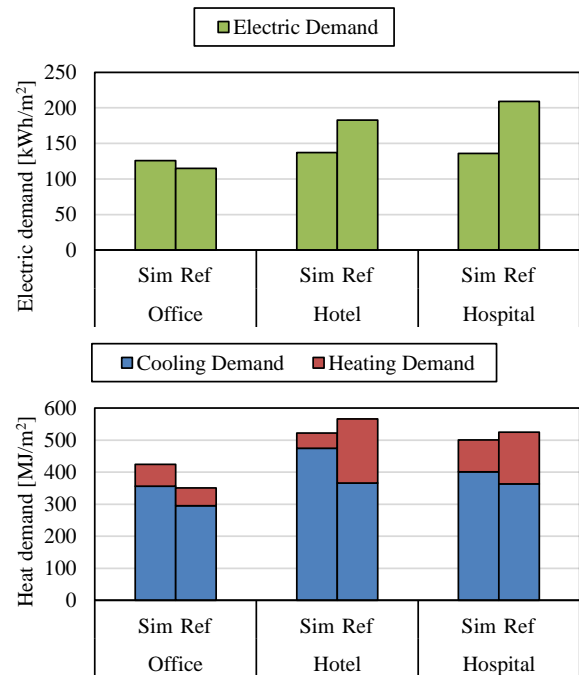 Electric Demand
Electric demand [kWh/m²]
250
200
150
100
50
0
Sim Ref Sim Ref Sim Ref
Office Hotel Hospital
Cooling Demand Heating Demand
Heat demand [MJ/m²]
600
500
400
300
200
100
0
Sim Ref Sim Ref Sim Ref
Office Hotel Hospital